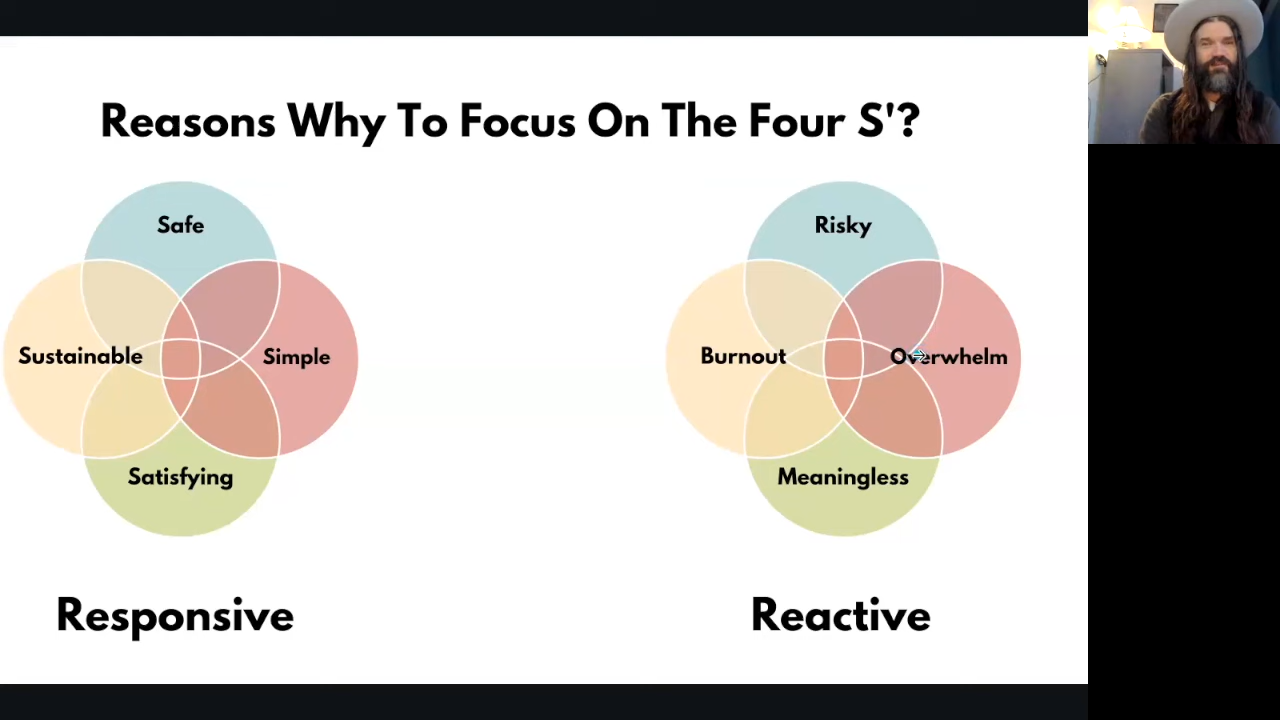 Reasons Why To Focus On The Four S'?
Safe
Sustainable
Simple
Satisfying
Responsive
Risky
Burnout
Overwhelm
Meaningless
Reactive